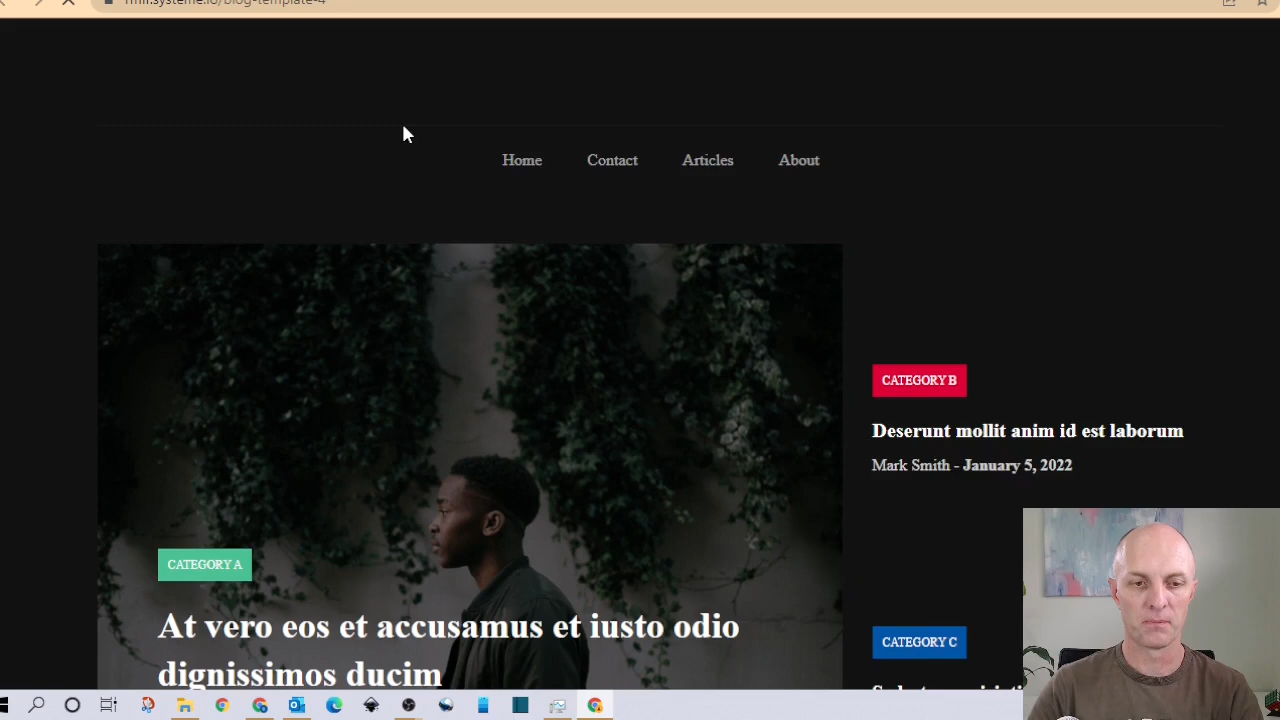 Home Contact Articles About
CATEGORY B
Deserunt mollit anim id est laborum
Mark Smith - January 5, 2022
CATEGORY A
At vero eos et accusamus et iusto odio
dignissimos ducim
CATEGORY C